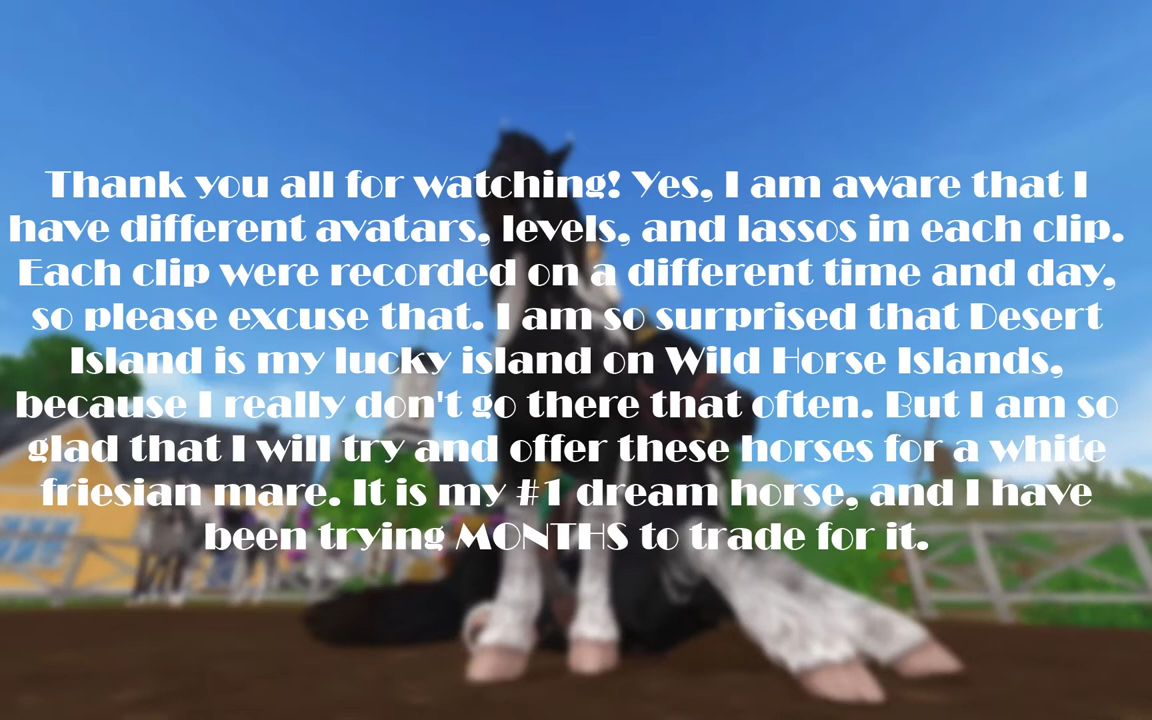 Thank you all for watching! Yes, I am aware that I
have different avatars, levels, and lassos in each clip.
Each clip were recorded on a different time and day,
so please excuse that. I am so surprised that Desert
Island is my lucky island on Wild Horse Islands,
because I really don't go there that often. But I am so
glad that I will try and offer these horses for a white
friesian mare. It is my #1 dream horse, and I have
been trying MONTHS to trade for it.